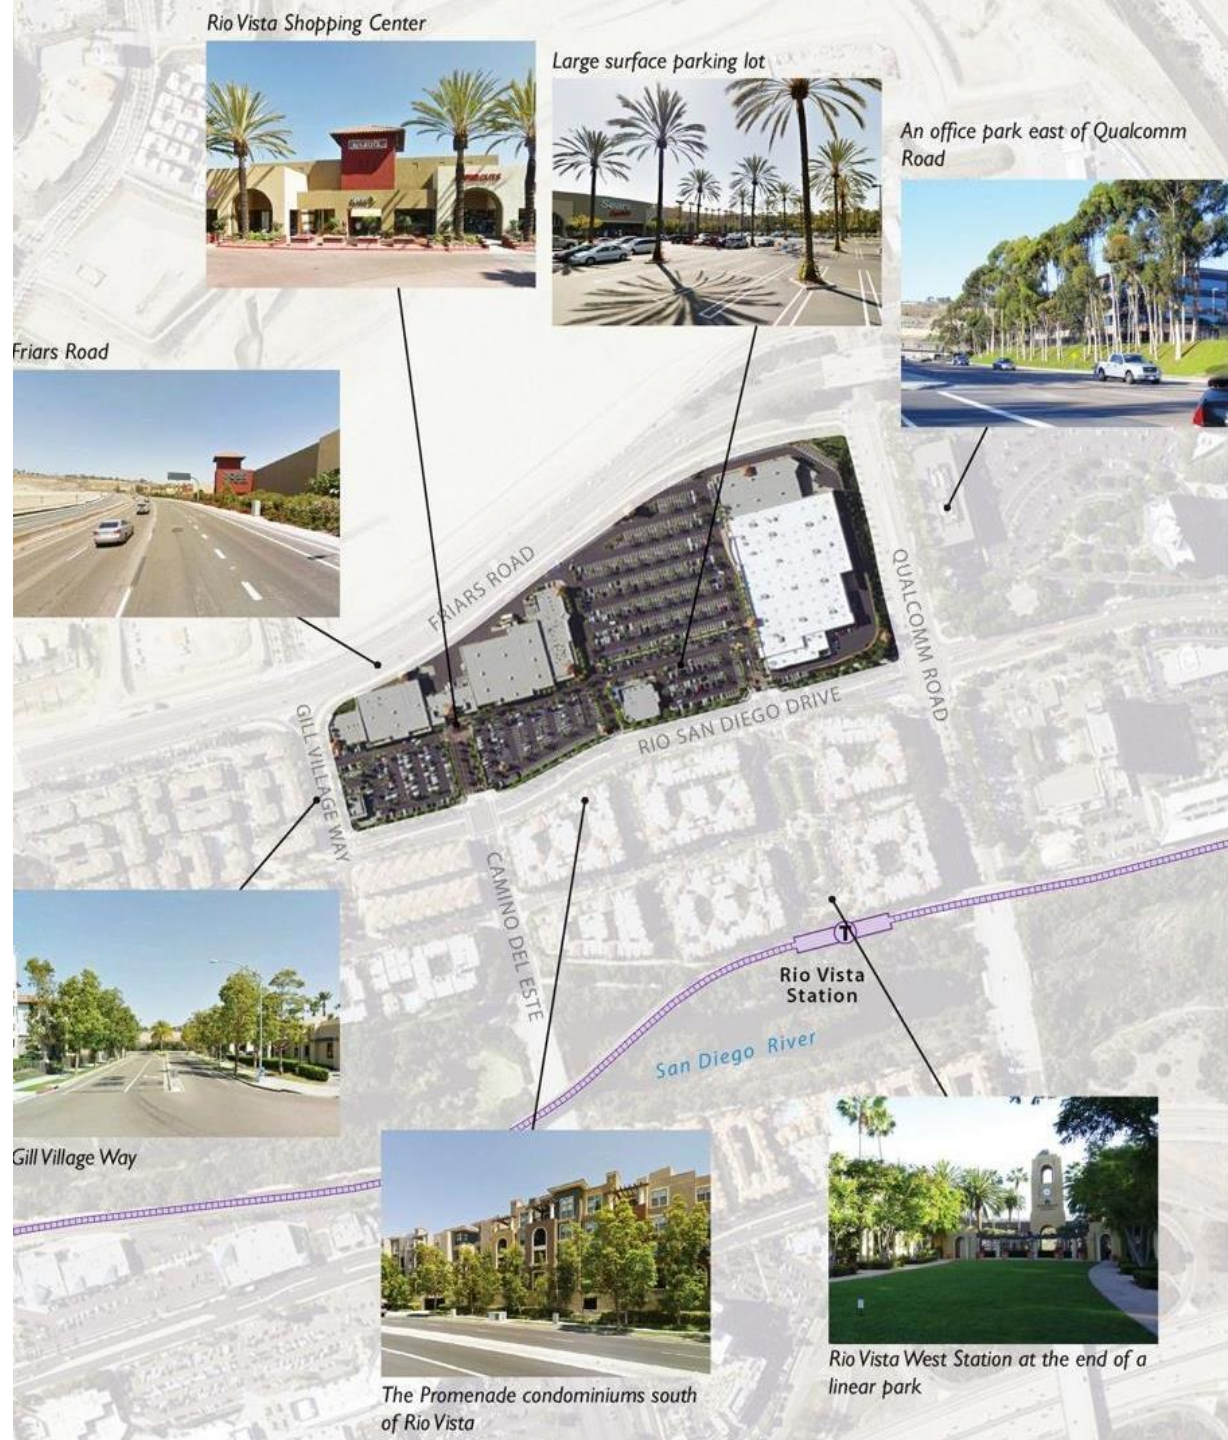 Rio Vista Shopping Center
Large surface parking lot
An office park east of Qualcomm
Road
Sears
Friars Road
FRIARS ROAD
QUALCOMM ROAD
GILL VILLAGE WAY
RIO SAN DIEGO DRIVE
CAMINO DEL ESTE
T
Rio Vista
Station
San Diego River
Gill Village Way
The Promenade condominiums south
of Rio Vista
Rio Vista West Station at the end of a
linear park